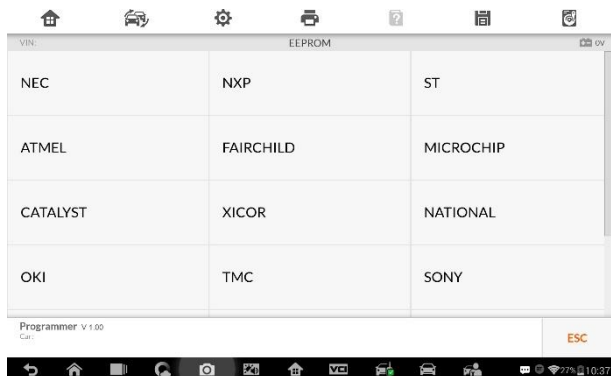 VIN: EEPROM 0V
NEC NXP ST
ATMEL FAIRCHILD MICROCHIP
CATALYST XICOR NATIONAL
OKI TMC SONY
Programmer V 1.00
Car:
ESC
VCI 27% 10:37